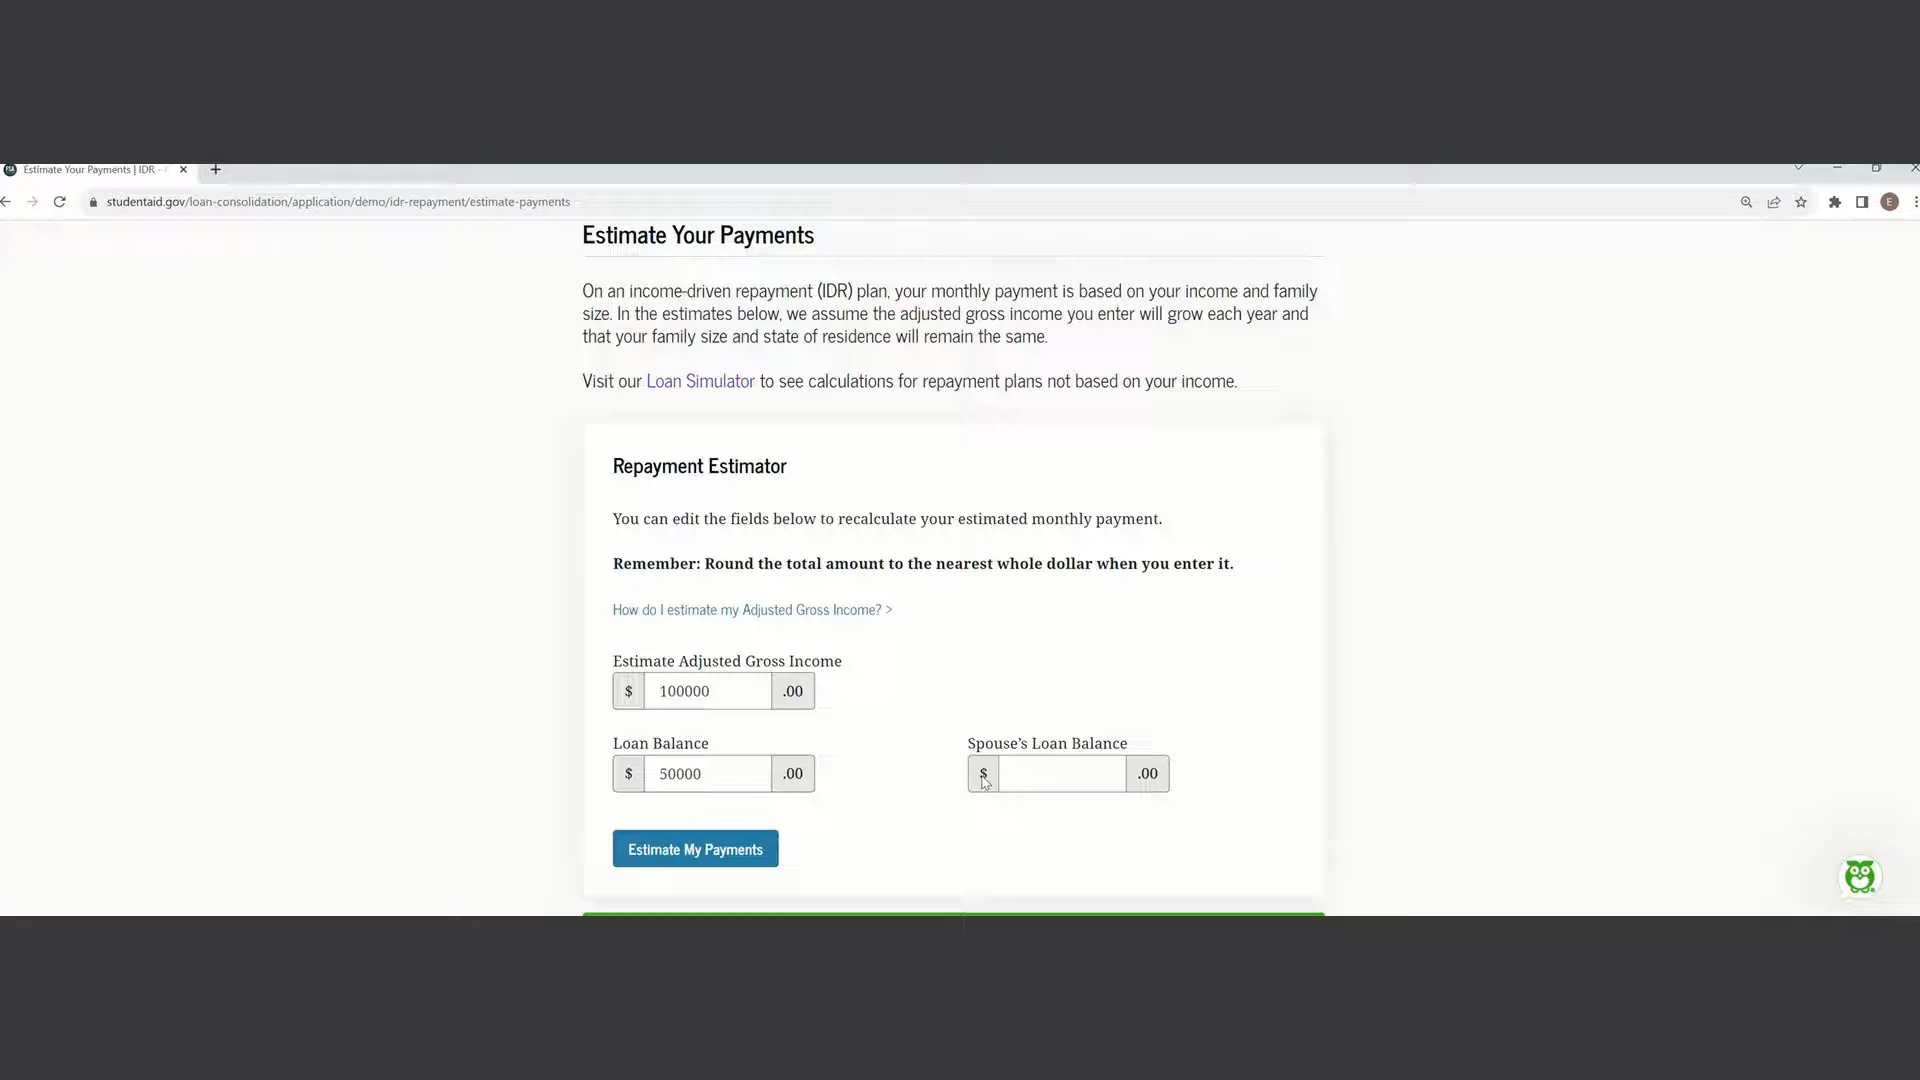 Estimate Your Payments | IDR -
studentaid.gov/loan-consolidation/application/demo/idr-repayment/estimate-payments
E
Estimate Your Payments
On an income-driven repayment (IDR) plan, your monthly payment is based on your income and family
size. In the estimates below, we assume the adjusted gross income you enter will grow each year and
that your family size and state of residence will remain the same.
Visit our Loan Simulator to see calculations for repayment plans not based on your income.
Repayment Estimator
You can edit the fields below to recalculate your estimated monthly payment.
Remember: Round the total amount to the nearest whole dollar when you enter it.
How do I estimate my Adjusted Gross Income? >
Estimate Adjusted Gross Income
$ 100000 .00
Loan Balance Spouse’s Loan Balance
$ 50000 .00 $ .00
Estimate My Payments